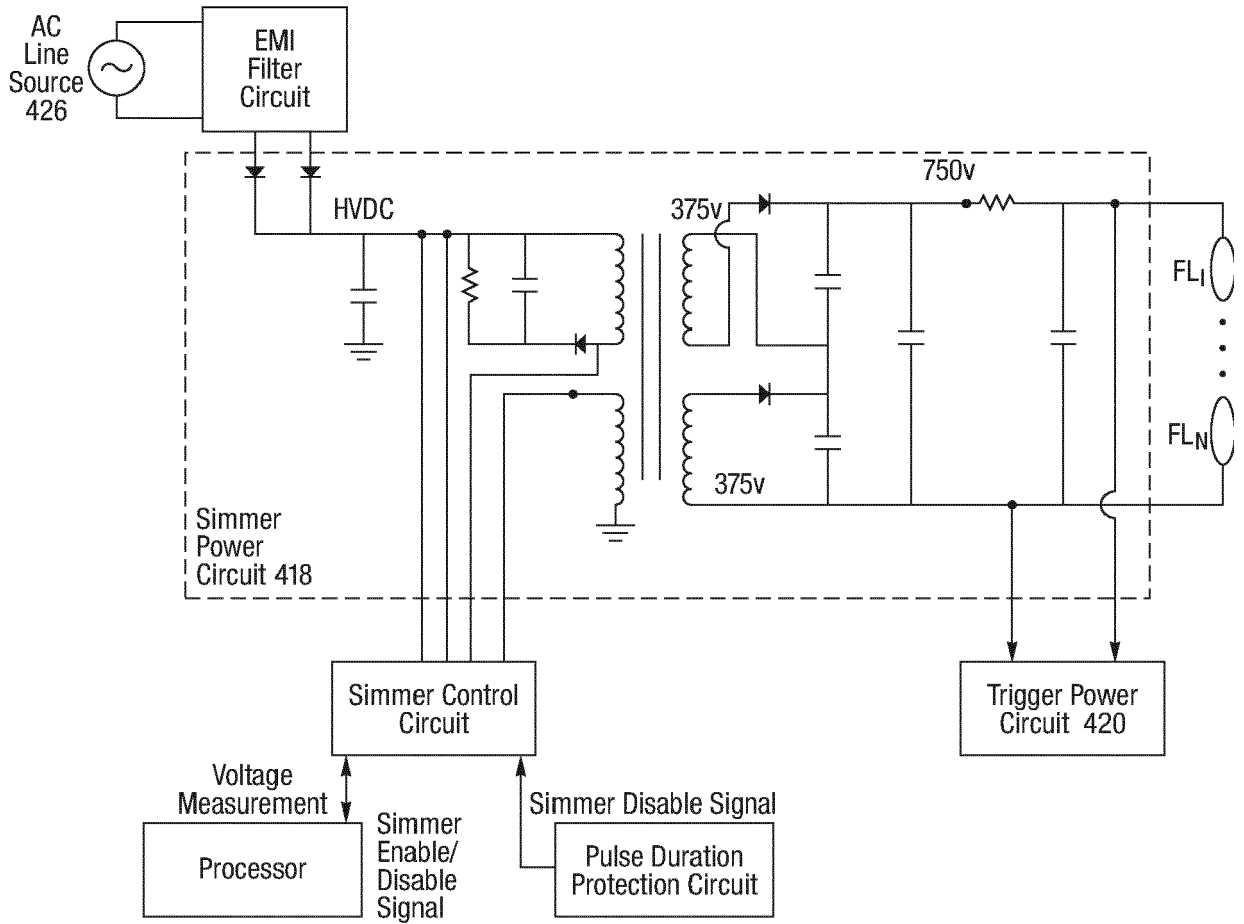 AC
Line
Source
426
EMI
Filter
Circuit
HVDC
375v
750v
FLI
FLN
375v
Simmer
Power
Circuit 418
Simmer Control
Circuit
Trigger Power
Circuit 420
Voltage
Measurement
Simmer Disable Signal
Processor
Simmer
Enable/
Disable
Signal
Pulse Duration
Protection Circuit